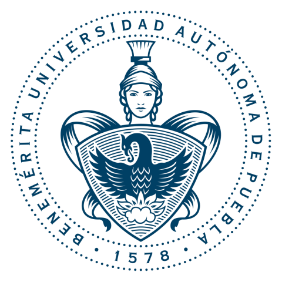 BENEMÉRITA UNIVERSIDAD AUTÓNOMA DE PUEBLA
· 1578 ·